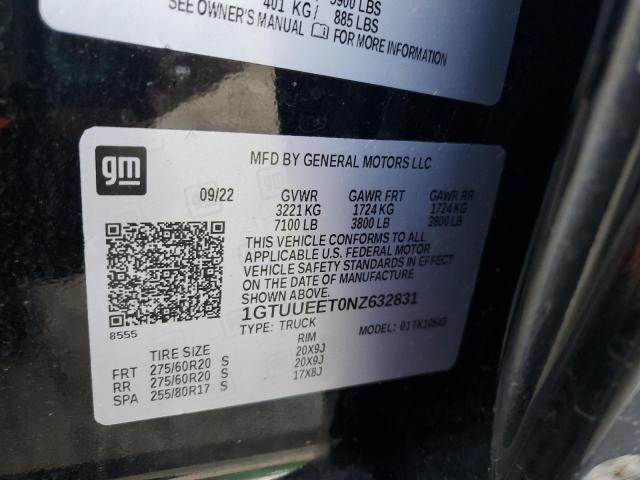 401 KG/ 885 LBS
SEE OWNER'S MANUAL FOR MORE INFORMATION
gm
MFD BY GENERAL MOTORS LLC
09/22 GVWR GAWR FRT GAWR RR
3221 KG 1724 KG 1724 KG
7100 LB 3800 LB 3800 LB
THIS VEHICLE CONFORMS TO ALL
APPLICABLE U.S. FEDERAL MOTOR
VEHICLE SAFETY STANDARDS IN EFFECT
ON THE DATE OF MANUFACTURE
SHOWN ABOVE.
1GTUUEET0NZ632831
8555
TYPE: TRUCK MODEL:
TIRE SIZE RIM
FRT 275/60R20 S 20X9J
RR 275/60R20 S 20X9J
SPA 255/80R17 S 17X8J